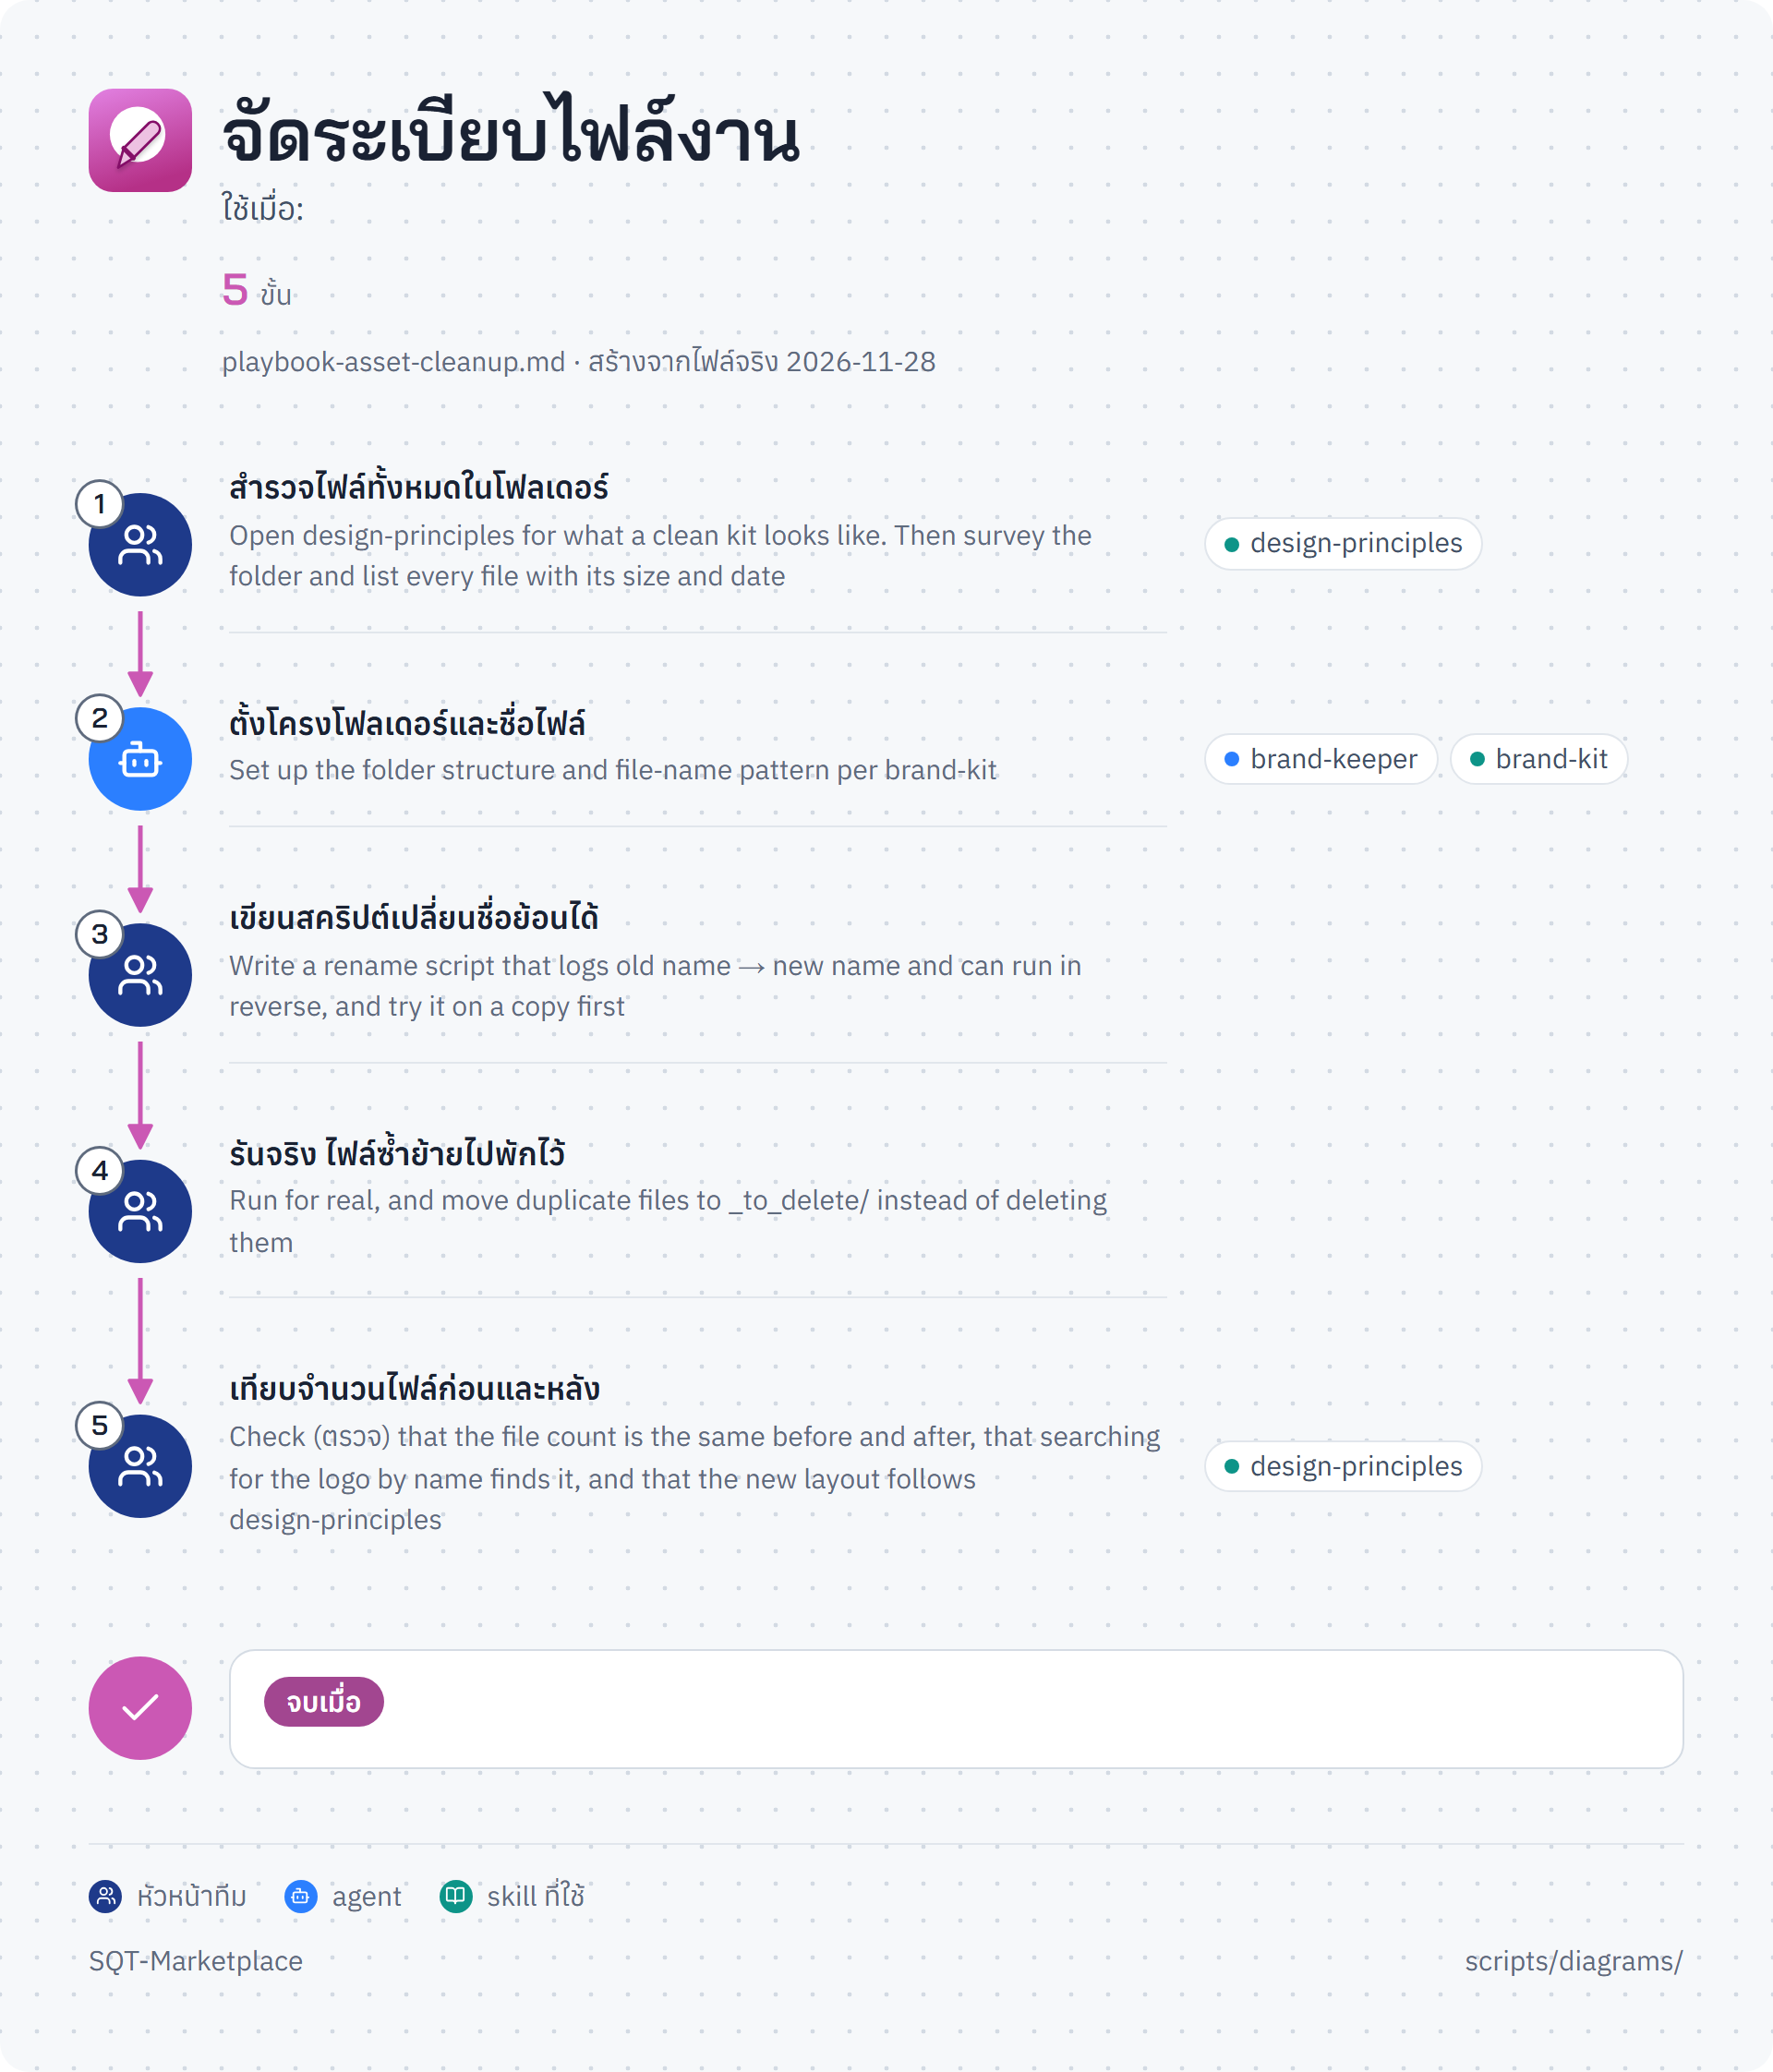 จัดระเบียบไฟล์งาน
ใช้เมื่อ:
5 ขั้น
playbook-asset-cleanup.md · สร้างจากไฟล์จริง 2026-11-28
1
สำรวจไฟล์ทั้งหมดในโฟลเดอร์
Open design-principles for what a clean kit looks like. Then survey the
folder and list every file with its size and date
design-principles
2
ตั้งโครงโฟลเดอร์และชื่อไฟล์
Set up the folder structure and file-name pattern per brand-kit
brand-keeper brand-kit
3
เขียนสคริปต์เปลี่ยนชื่อย้อนได้
Write a rename script that logs old name → new name and can run in
reverse, and try it on a copy first
4
รันจริง ไฟล์ซ้ำย้ายไปพักไว้
Run for real, and move duplicate files to _to_delete/ instead of deleting
them
5
เทียบจำนวนไฟล์ก่อนและหลัง
Check (ตรวจ) that the file count is the same before and after, that searching
for the logo by name finds it, and that the new layout follows
design-principles
design-principles
จบเมื่อ
หัวหน้าทีม agent skill ที่ใช้
SQT-Marketplace scripts/diagrams/